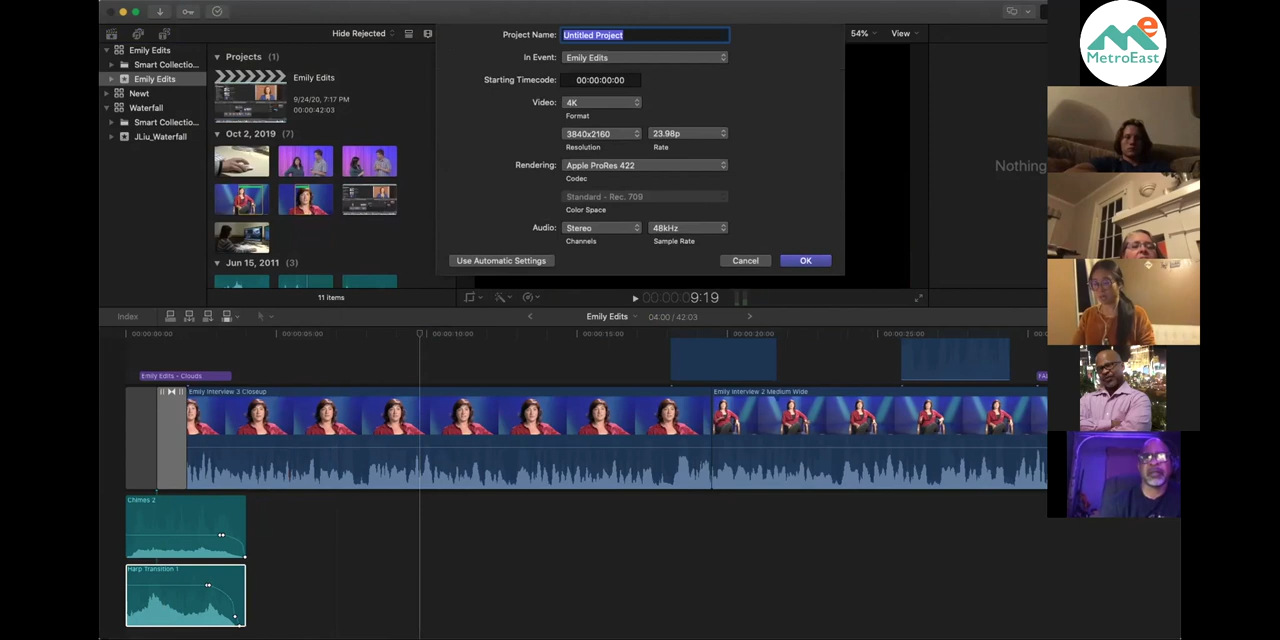 Hide Rejected
54%
View
Emily Edits
Smart Collectio...
Emily Edits
Newt
Waterfall
Smart Collectio...
JLiu_Waterfall
Projects (1)
Emily Edits
9/24/20, 7:17 PM
00:00:42:03
Oct 2, 2019 (7)
Jun 15, 2011 (3)
11 items
Project Name: Untitled Project
In Event: Emily Edits
Starting Timecode: 00:00:00:00
Video: 4K
Format
3840x2160 23.98p
Resolution Rate
Rendering: Apple ProRes 422
Codec
Standard - Rec. 709
Color Space
Audio: Stereo 48kHz
Channels Sample Rate
Use Automatic Settings Cancel OK
Nothing
MetroEast
00:00:09:19
Index
Emily Edits
04:00 / 42:03
00:00:00:00 00:00:05:00 00:00:10:00 00:00:15:00 00:00:20:00 00:00:25:00
Emily Edits - Clouds
Emily Interview 3 Closeup
Emily Interview 2 Medium Wide
Chimes 2
Harp Transition 1